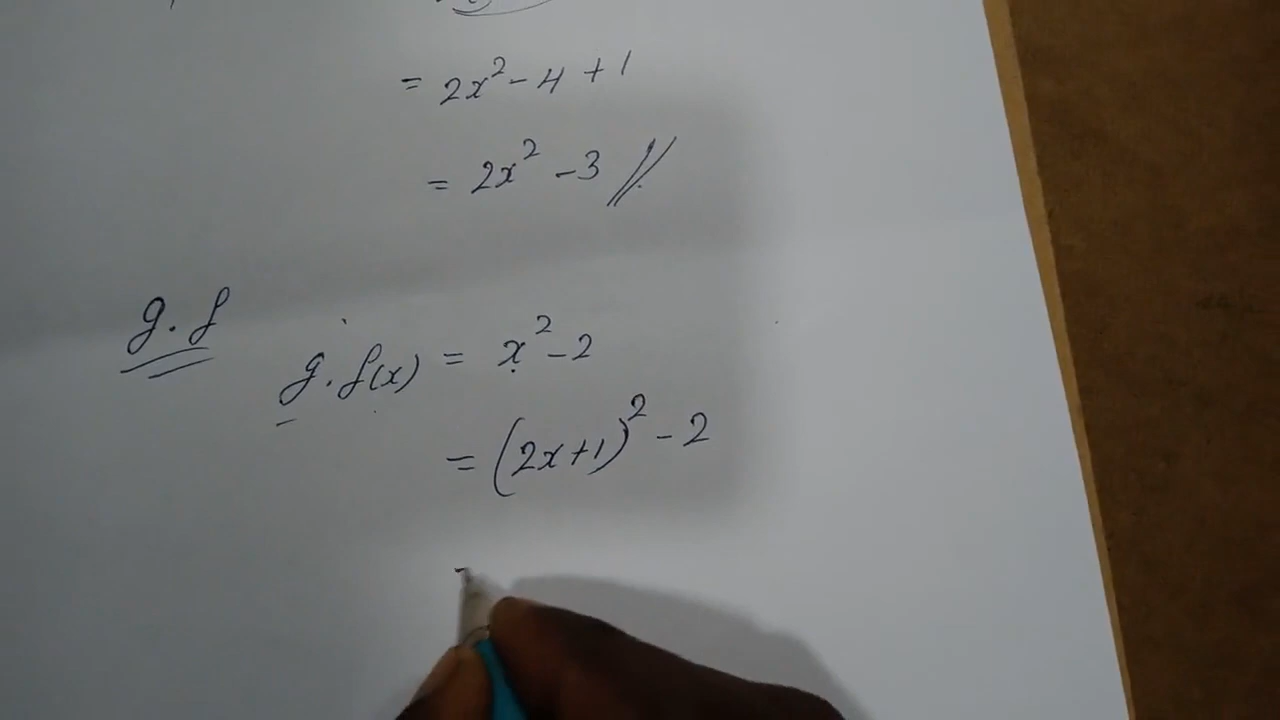 = 2x² - 4 + 1
= 2x² - 3 //
g.f
g.f(x) = x² - 2
= (2x+1)² - 2